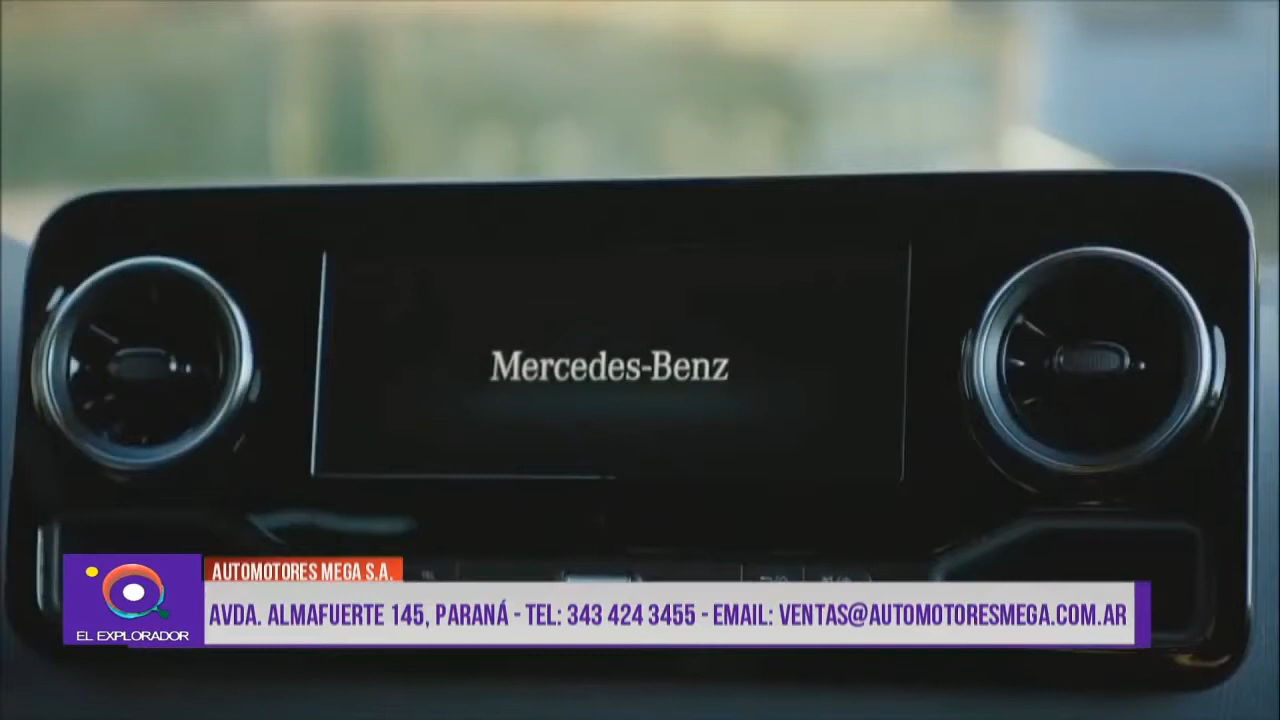 Mercedes-Benz
AUTOMOTORES MEGA S.A.
AVDA. ALMAFUERTE 145, PARANÁ - TEL: 343 424 3455 - EMAIL: VENTAS@AUTOMOTORESMEGA.COM.AR
EL EXPLORADOR